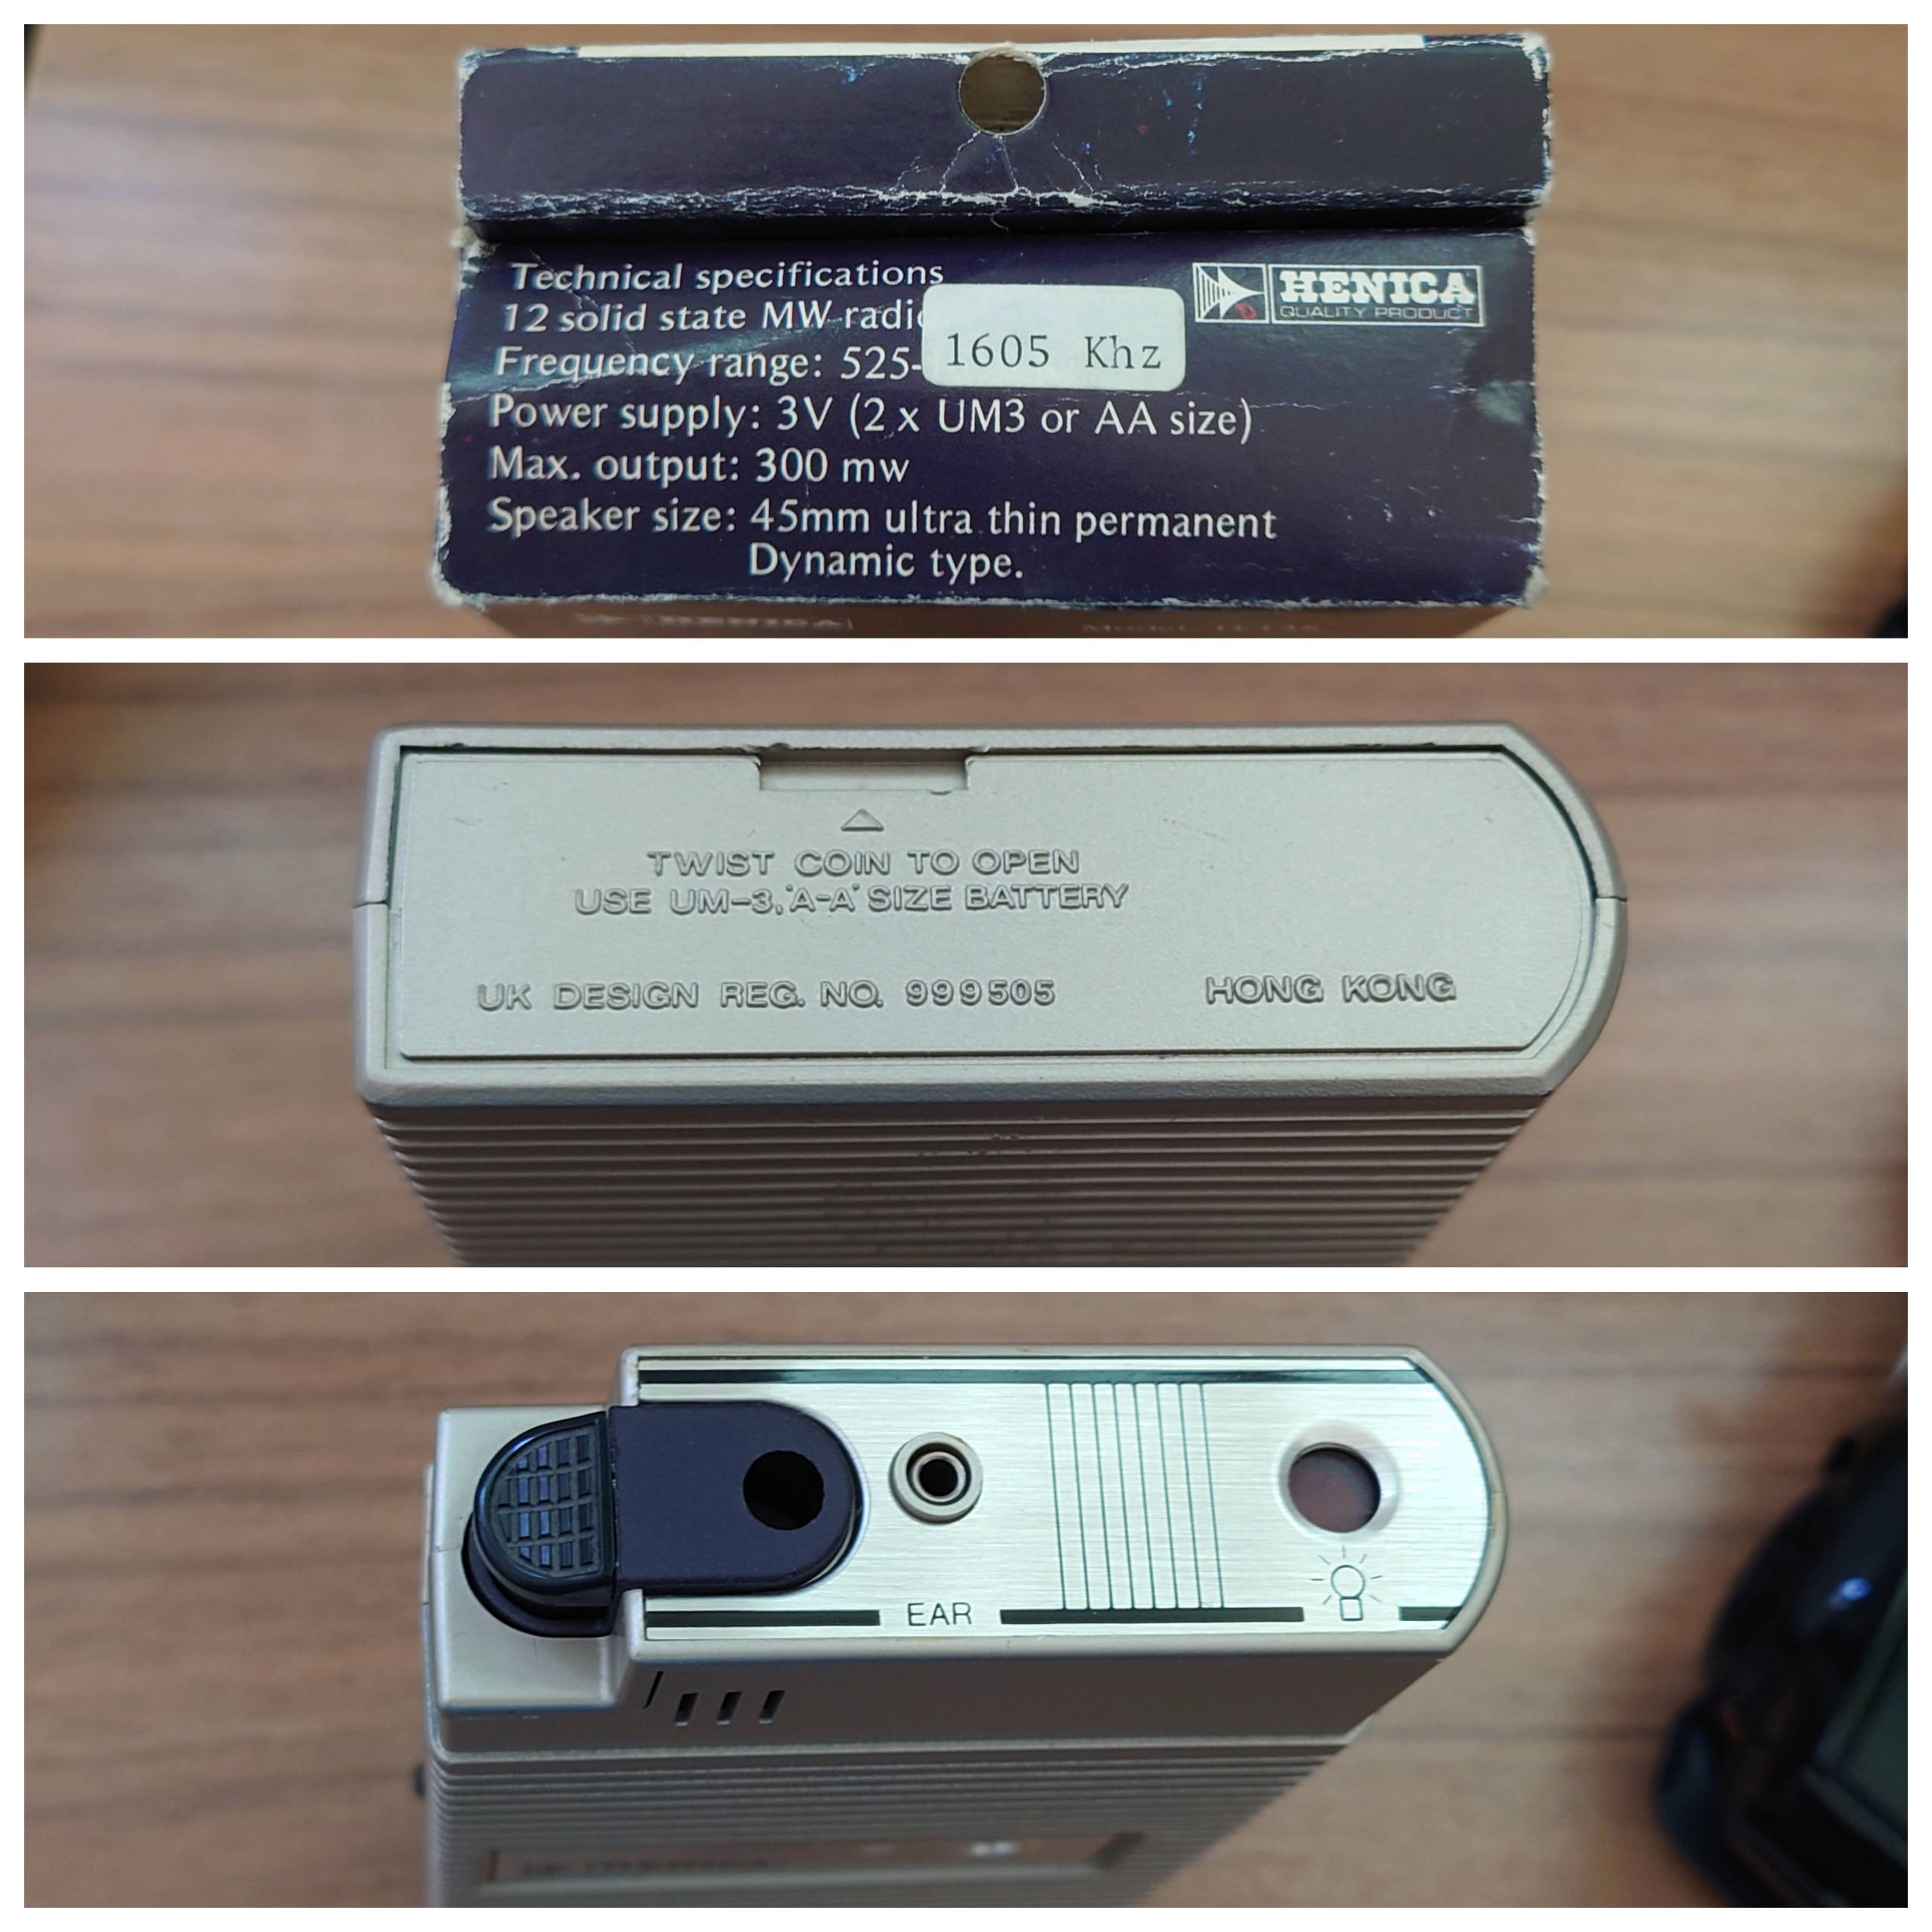 Technical specifications
HENICA
QUALITY PRODUCT
12 solid state MW radio
Frequency range: 525-1605 Khz
Power supply: 3V (2 x UM3 or AA size)
Max. output: 300 mw
Speaker size: 45mm ultra thin permanent
Dynamic type.
HENICA
TWIST COIN TO OPEN
USE UM-3, 'A-A' SIZE BATTERY
UK DESIGN REG. NO. 999505
HONG KONG
EAR